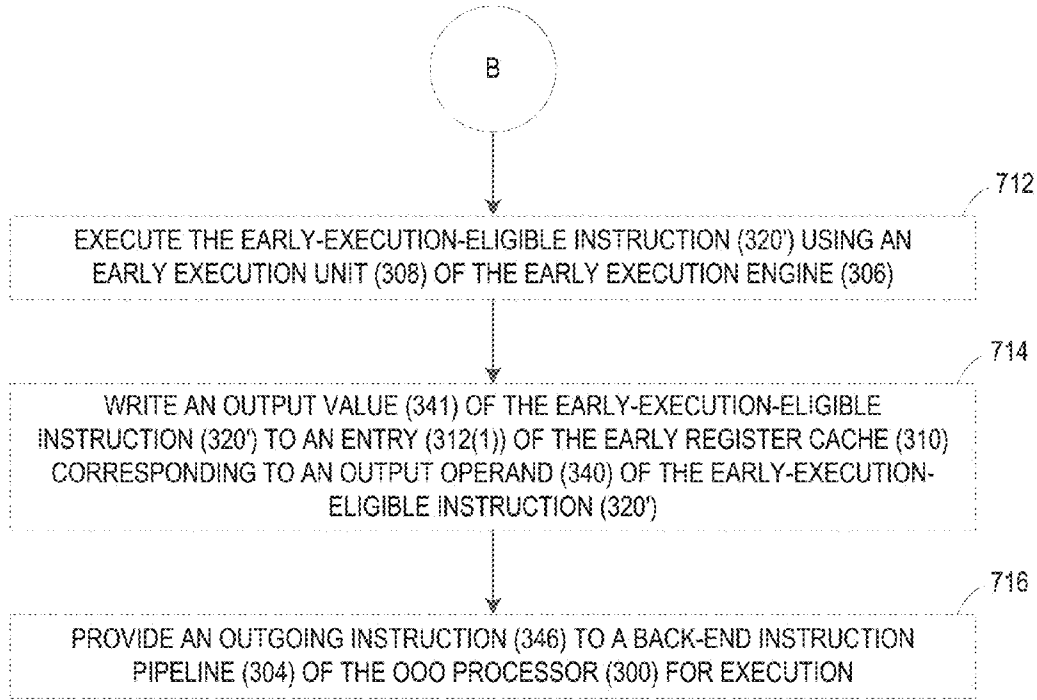 B
712
EXECUTE THE EARLY-EXECUTION-ELIGIBLE INSTRUCTION (320') USING AN
EARLY EXECUTION UNIT (308) OF THE EARLY EXECUTION ENGINE (306)
714
WRITE AN OUTPUT VALUE (341) OF THE EARLY-EXECUTION-ELIGIBLE
INSTRUCTION (320') TO AN ENTRY (312(1)) OF THE EARLY REGISTER CACHE (310)
CORRESPONDING TO AN OUTPUT OPERAND (340) OF THE EARLY-EXECUTION-
ELIGIBLE INSTRUCTION (320')
716
PROVIDE AN OUTGOING INSTRUCTION (346) TO A BACK-END INSTRUCTION
PIPELINE (304) OF THE OOO PROCESSOR (300) FOR EXECUTION